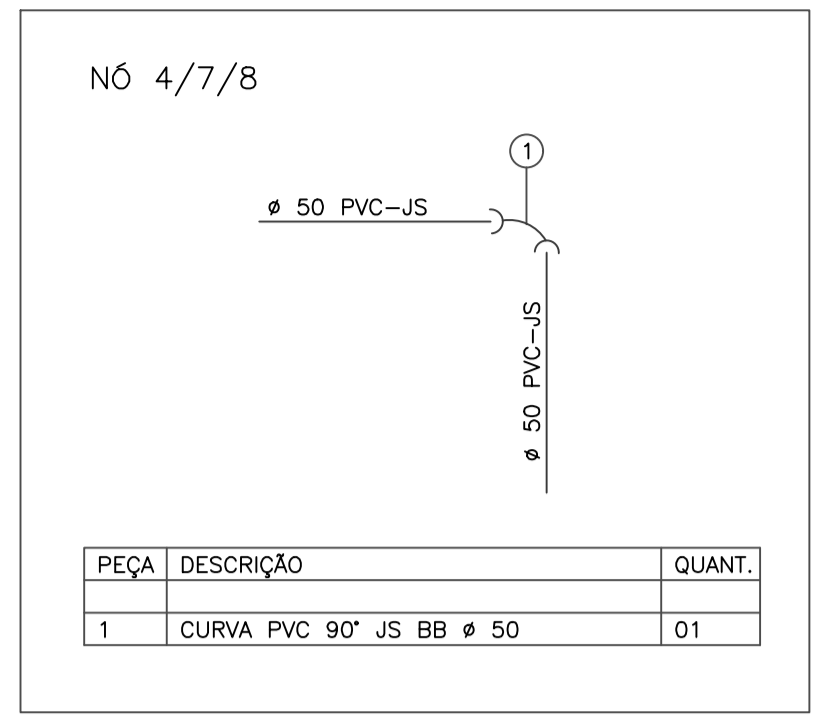 NÓ 4/7/8
1
ø 50 PVC-JS
ø 50 PVC-JS
PEÇA DESCRIÇÃO QUANT.
1 CURVA PVC 90° JS BB ø 50 01